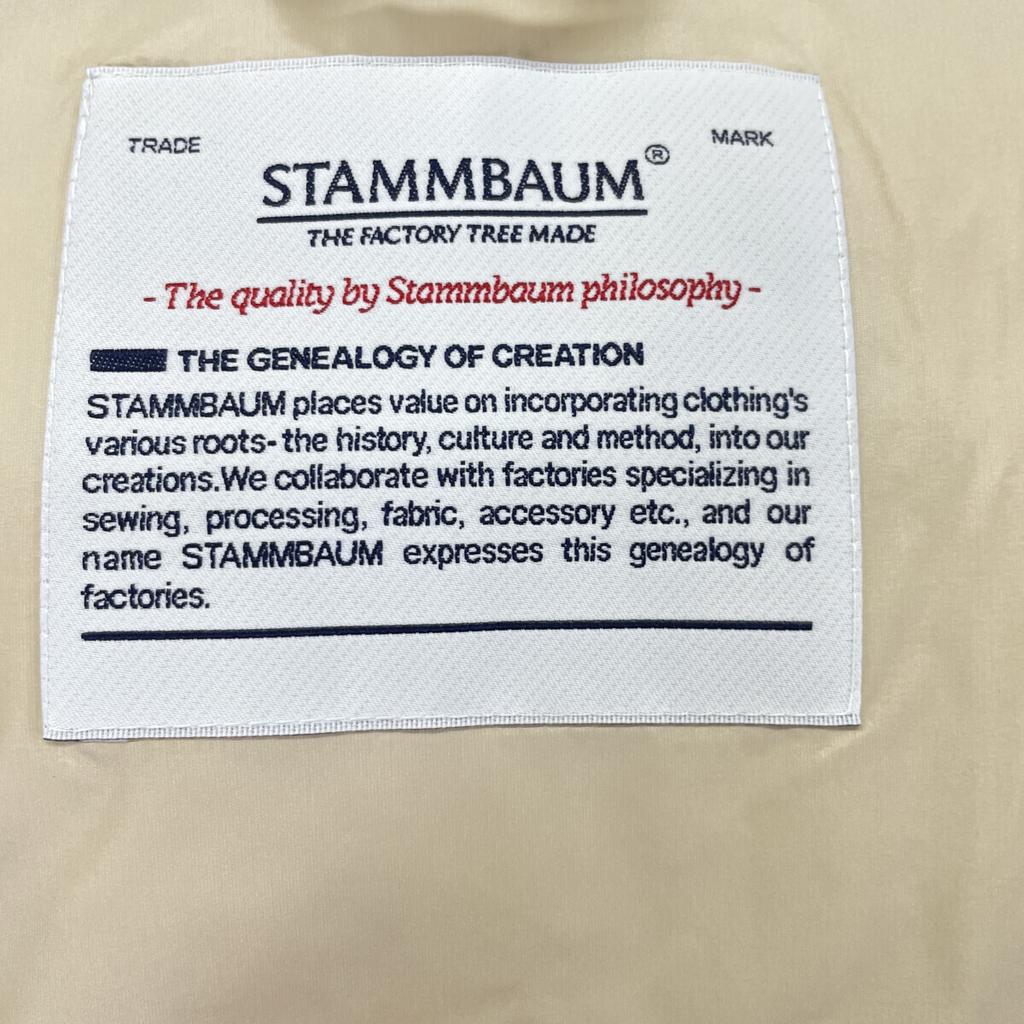 TRADE MARK
STAMMBAUM®
THE FACTORY TREE MADE
- The quality by Stammbaum philosophy -
THE GENEALOGY OF CREATION
STAMMBAUM places value on incorporating clothing's
various roots- the history, culture and method, into our
creations.We collaborate with factories specializing in
sewing, processing, fabric, accessory etc., and our
name STAMMBAUM expresses this genealogy of
factories.